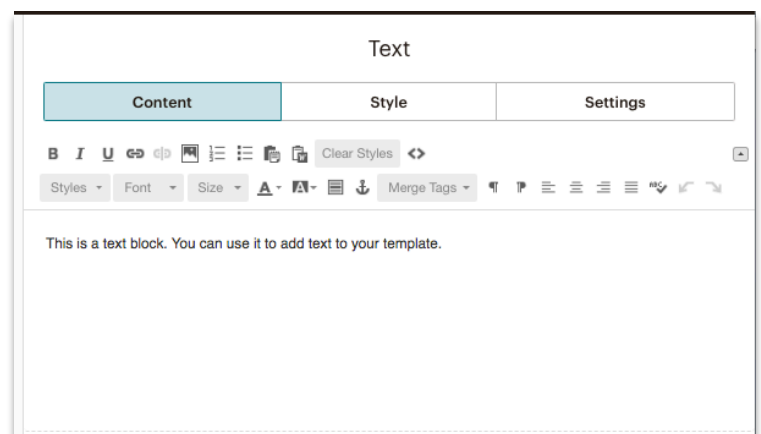 Text
Content Style Settings
B I U Clear Styles <>
Styles Font Size A A Merge Tags ABC
This is a text block. You can use it to add text to your template.